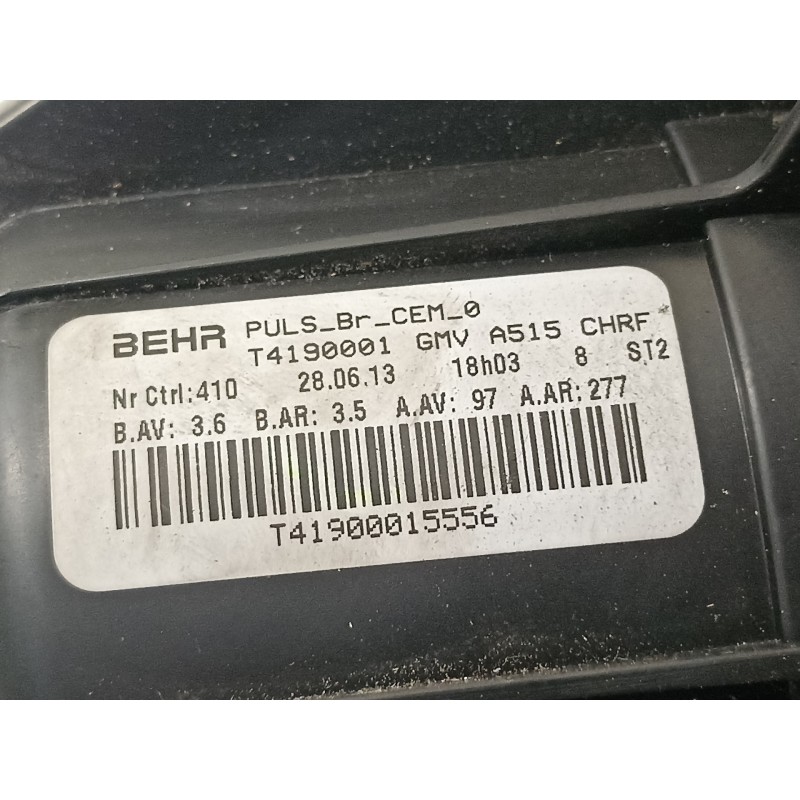 BEHR PULS_Br_CEM_0
T4190001 GMV A515 CHRF*
Nr Ctrl:410 28.06.13 18h03 8 ST2
B.AV: 3.6 B.AR: 3.5 A.AV: 97 A.AR:277
T41900015556